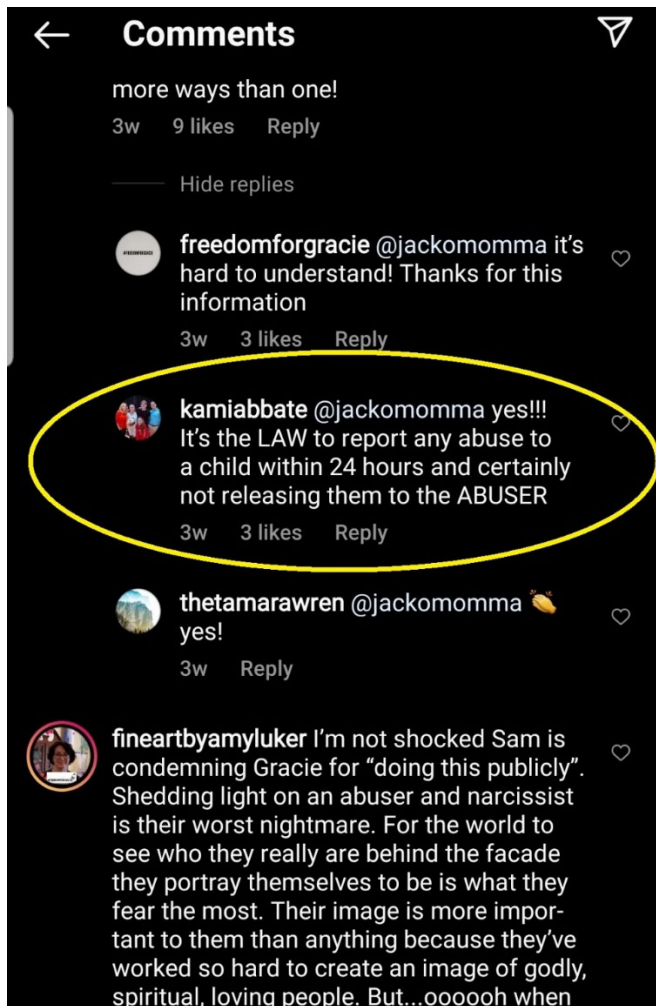 Comments
more ways than one!
3w 9 likes Reply
Hide replies
freedomforgracie @jackomomma it's
hard to understand! Thanks for this
information
3w 3 likes Reply
kamiabbate @jackomomma yes!!!
It's the LAW to report any abuse to
a child within 24 hours and certainly
not releasing them to the ABUSER
3w 3 likes Reply
thetamarawren @jackomomma 👏
yes!
3w Reply
fineartbyamyluker I'm not shocked Sam is
condemning Gracie for “doing this publicly”.
Shedding light on an abuser and narcissist
is their worst nightmare. For the world to
see who they really are behind the facade
they portray themselves to be is what they
fear the most. Their image is more impor-
tant to them than anything because they've
worked so hard to create an image of godly,
spiritual, loving people. But...oooooh when